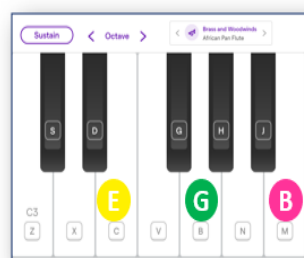 Sustain
Octave
Brass and Woodwinds
African Pan Flute
S D G H J
E G B
C3
Z X C V B N M